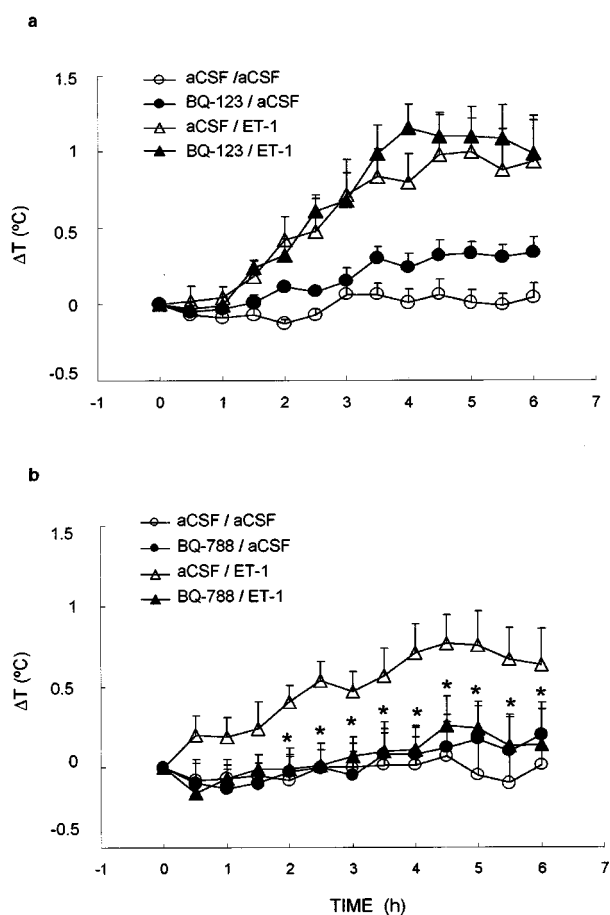 a
aCSF /aCSF
BQ-123 / aCSF
aCSF / ET-1
BQ-123 / ET-1
1.5
1
0.5
0
-0.5
ΔT (ºC)
-1 0 1 2 3 4 5 6 7
b
aCSF / aCSF
BQ-788 / aCSF
aCSF / ET-1
BQ-788 / ET-1
1.5
1
0.5
0
-0.5
ΔT (ºC)
* * * * * * * * *
-1 0 1 2 3 4 5 6 7
TIME (h)